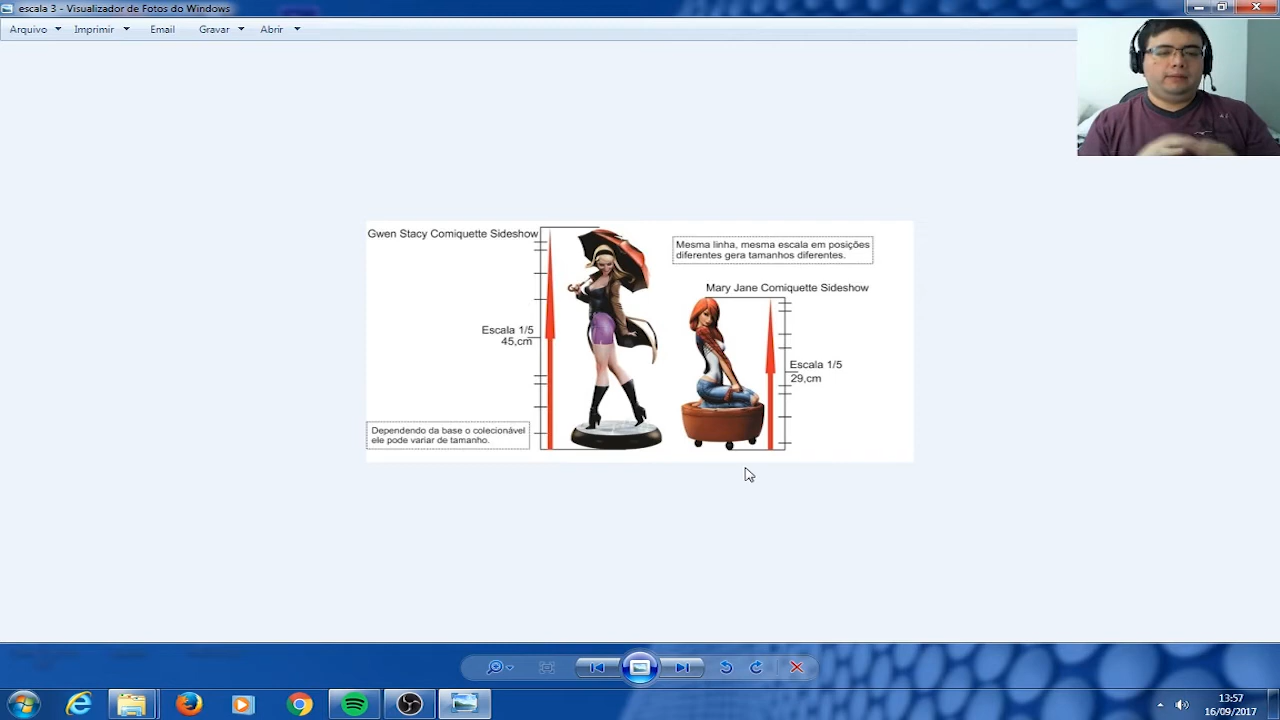 escala 3 - Visualizador de Fotos do Windows
Arquivo
Imprimir
Email
Gravar
Abrir
Gwen Stacy Comiquette Sideshow
Mesma linha, mesma escala em posições
diferentes gera tamanhos diferentes.
Mary Jane Comiquette Sideshow
Escala 1/5
45,cm
Escala 1/5
29,cm
Dependendo da base o colecionável
ele pode variar de tamanho.
13:57
16/09/2017